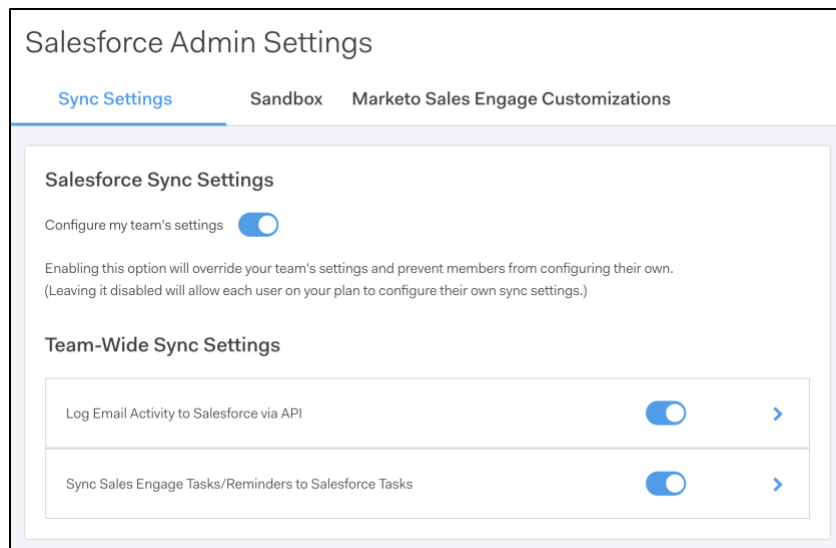 Salesforce Admin Settings
Sync Settings Sandbox Marketo Sales Engage Customizations
Salesforce Sync Settings
Configure my team's settings
Enabling this option will override your team's settings and prevent members from configuring their own.
(Leaving it disabled will allow each user on your plan to configure their own sync settings.)
Team-Wide Sync Settings
Log Email Activity to Salesforce via API
Sync Sales Engage Tasks/Reminders to Salesforce Tasks